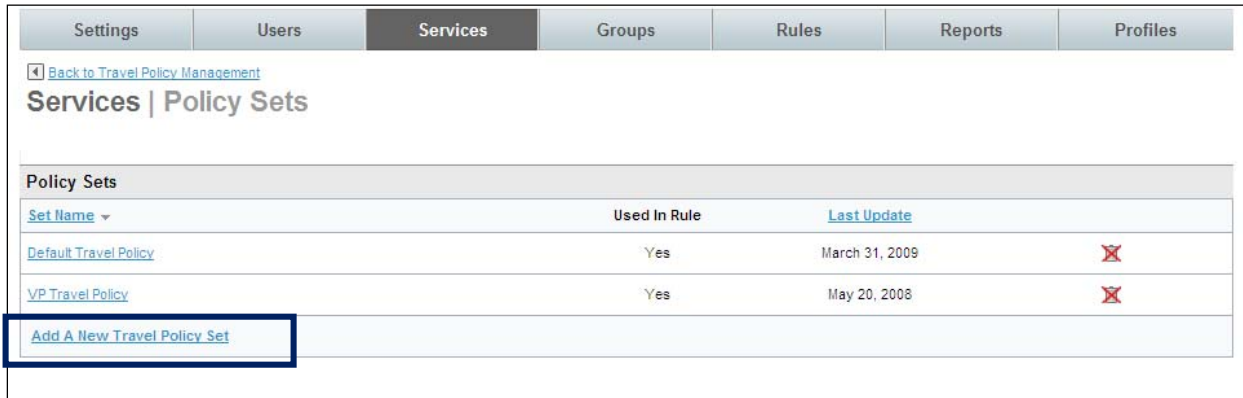 Settings Users Services Groups Rules Reports Profiles
Back to Travel Policy Management
Services | Policy Sets
Policy Sets
Set Name Used In Rule Last Update
Default Travel Policy Yes March 31, 2009
VP Travel Policy Yes May 20, 2008
Add A New Travel Policy Set